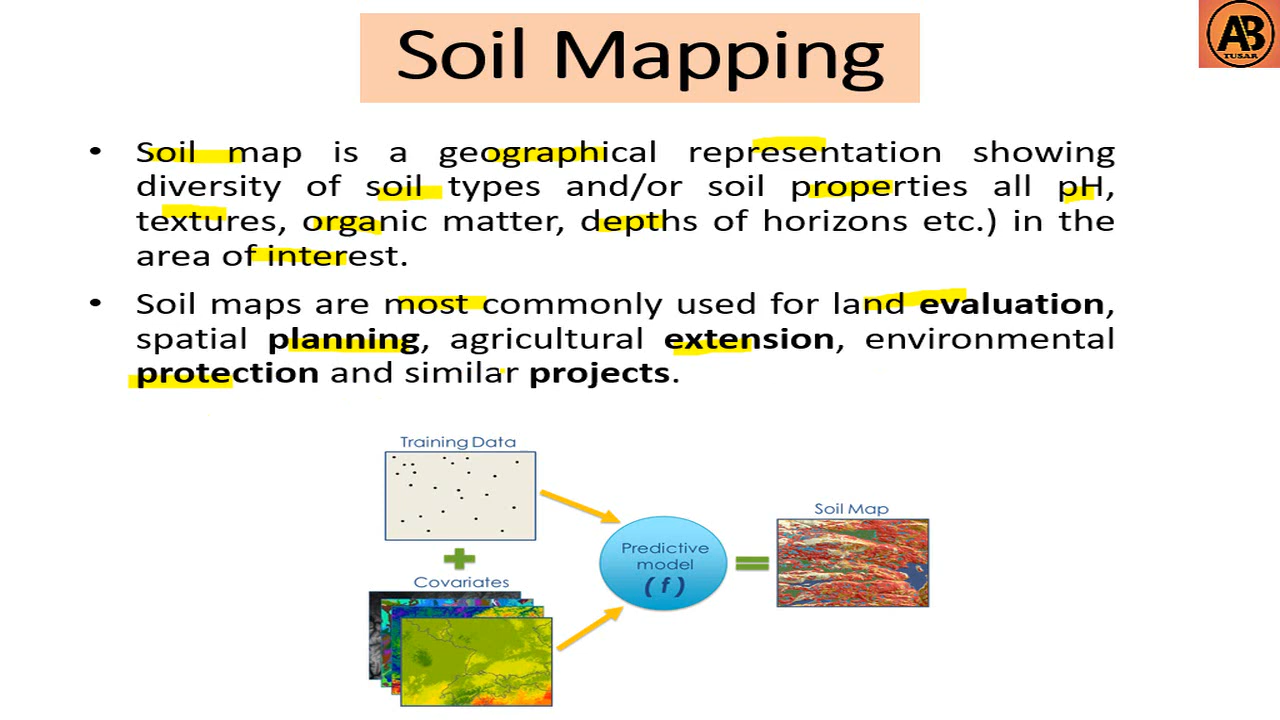 Soil Mapping
AB
TUSAR
• Soil map is a geographical representation showing
diversity of soil types and/or soil properties all pH,
textures, organic matter, depths of horizons etc.) in the
area of interest.
• Soil maps are most commonly used for land evaluation,
spatial planning, agricultural extension, environmental
protection and similar projects.
Training Data
Soil Map
Predictive
model
( f )
Covariates